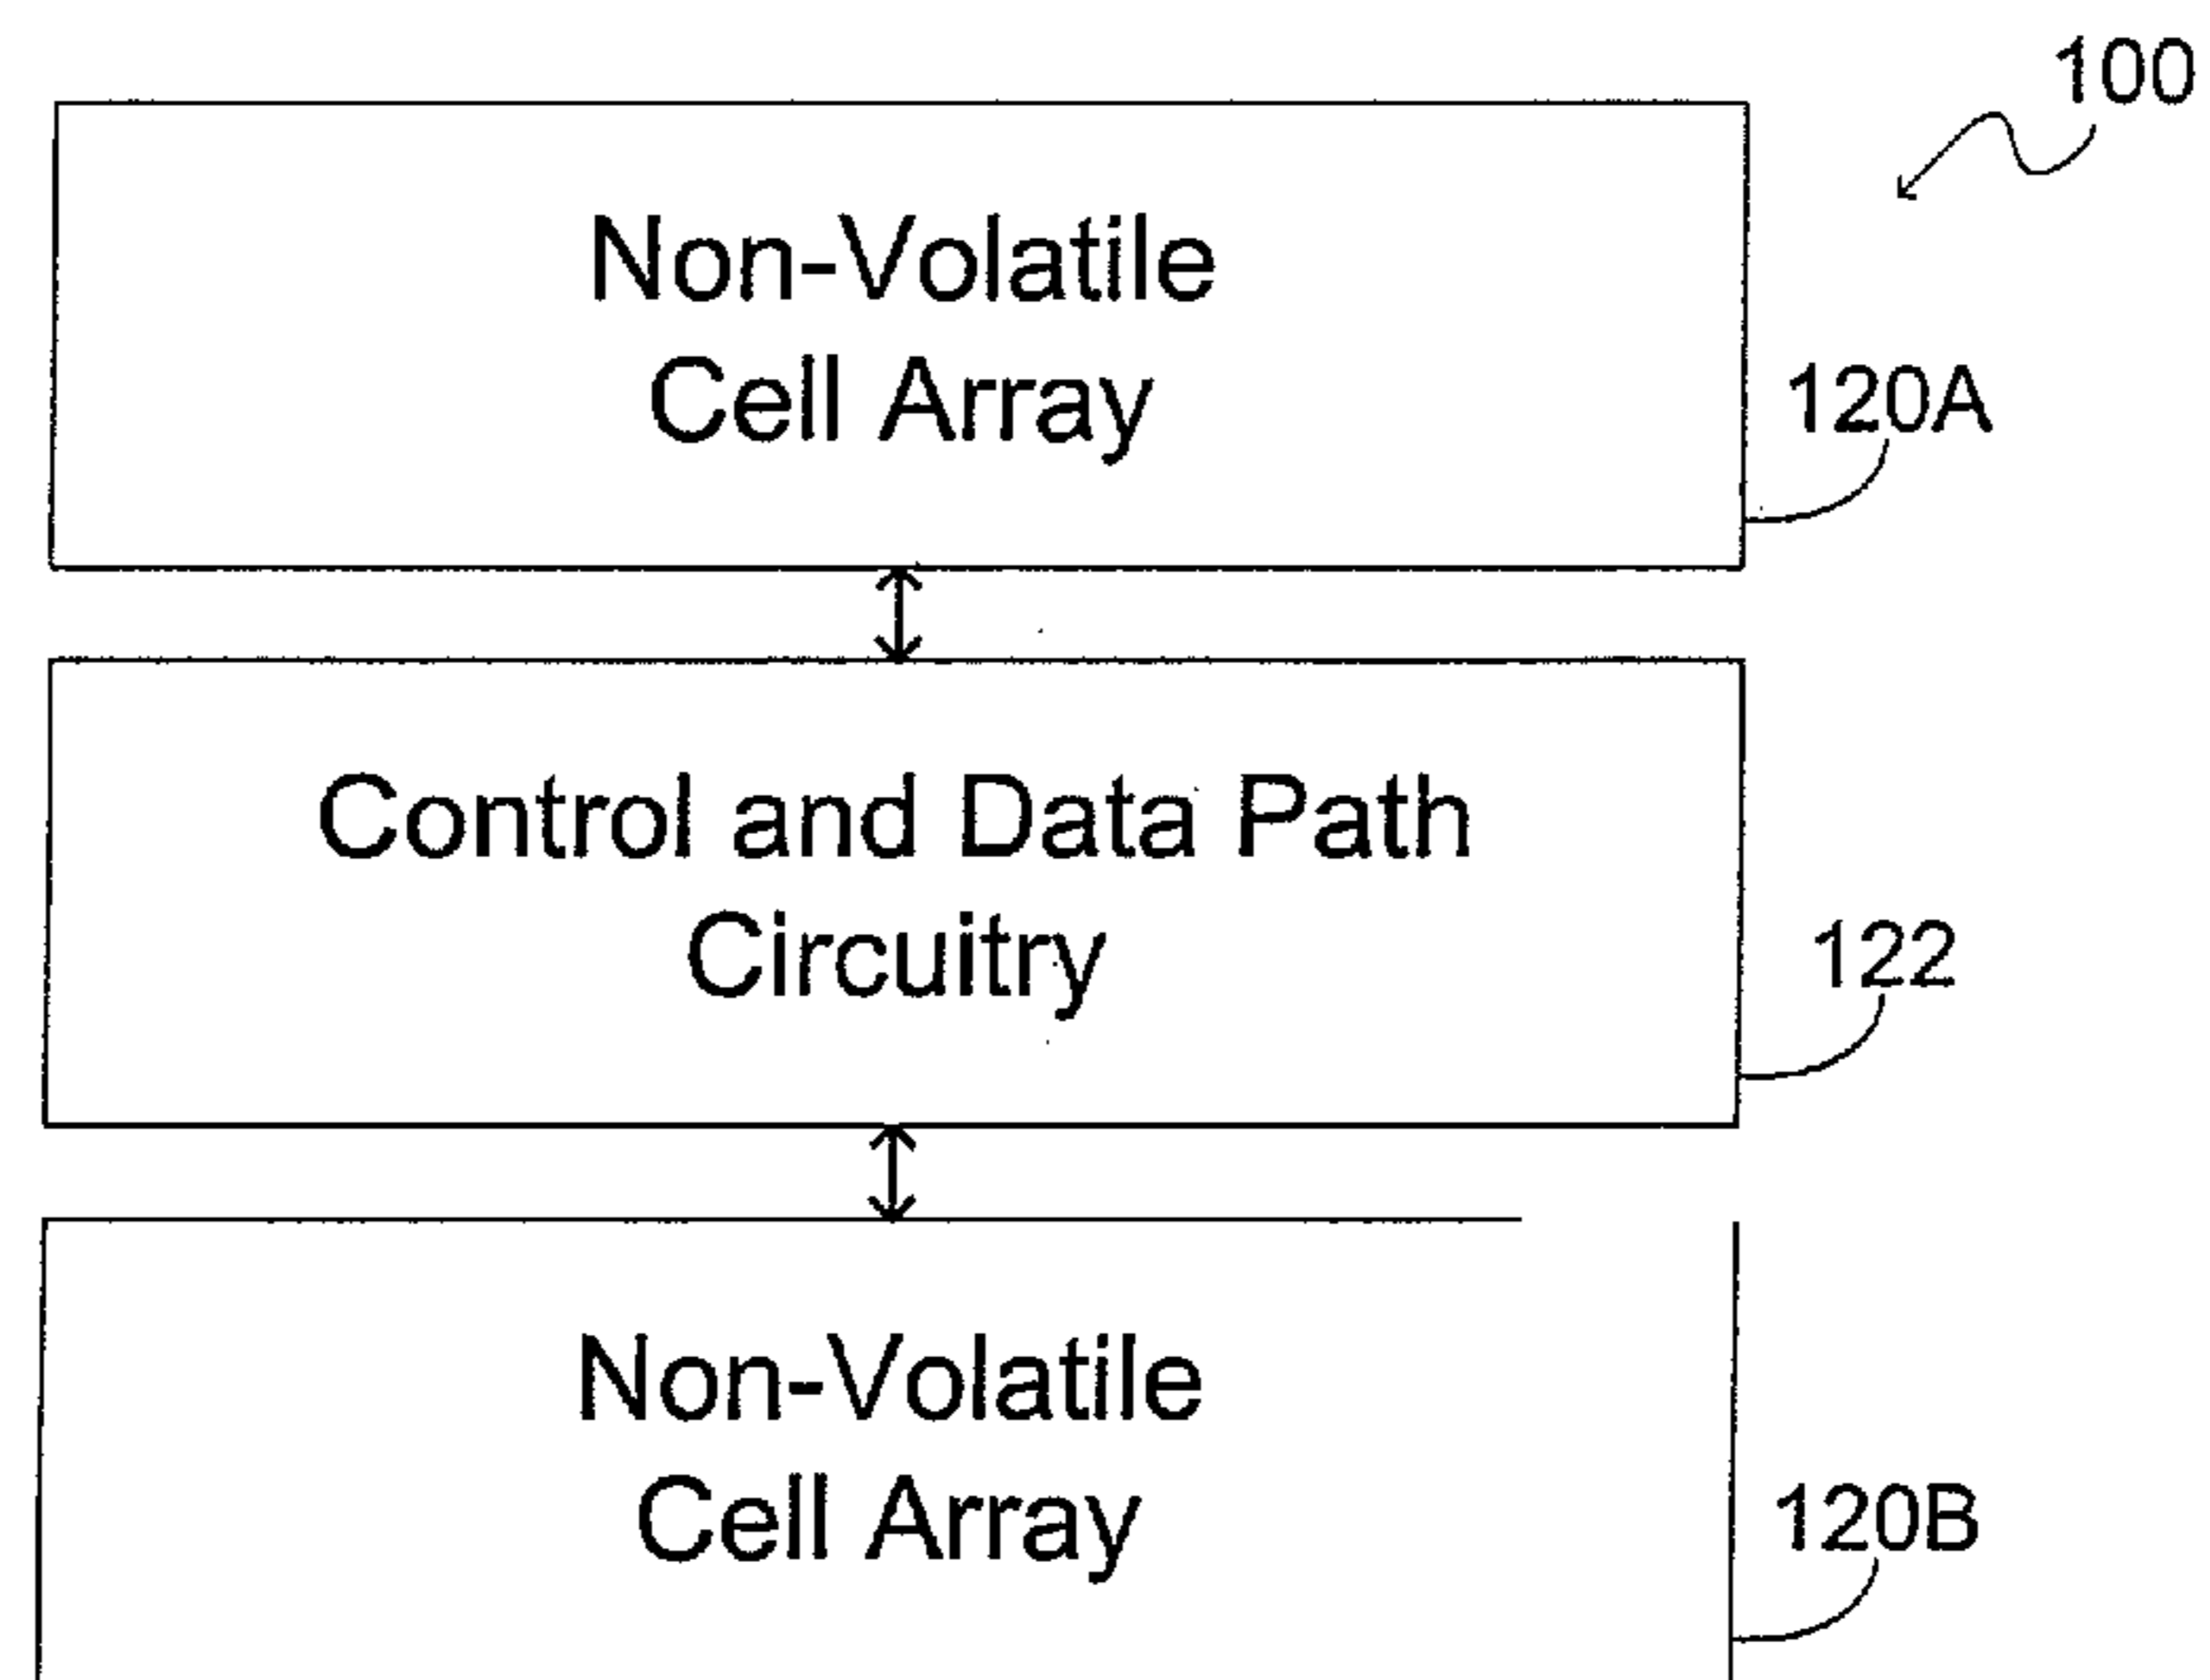 100
Non-Volatile
Cell Array
120A
Control and Data Path
Circuitry
122
Non-Volatile
Cell Array
120B